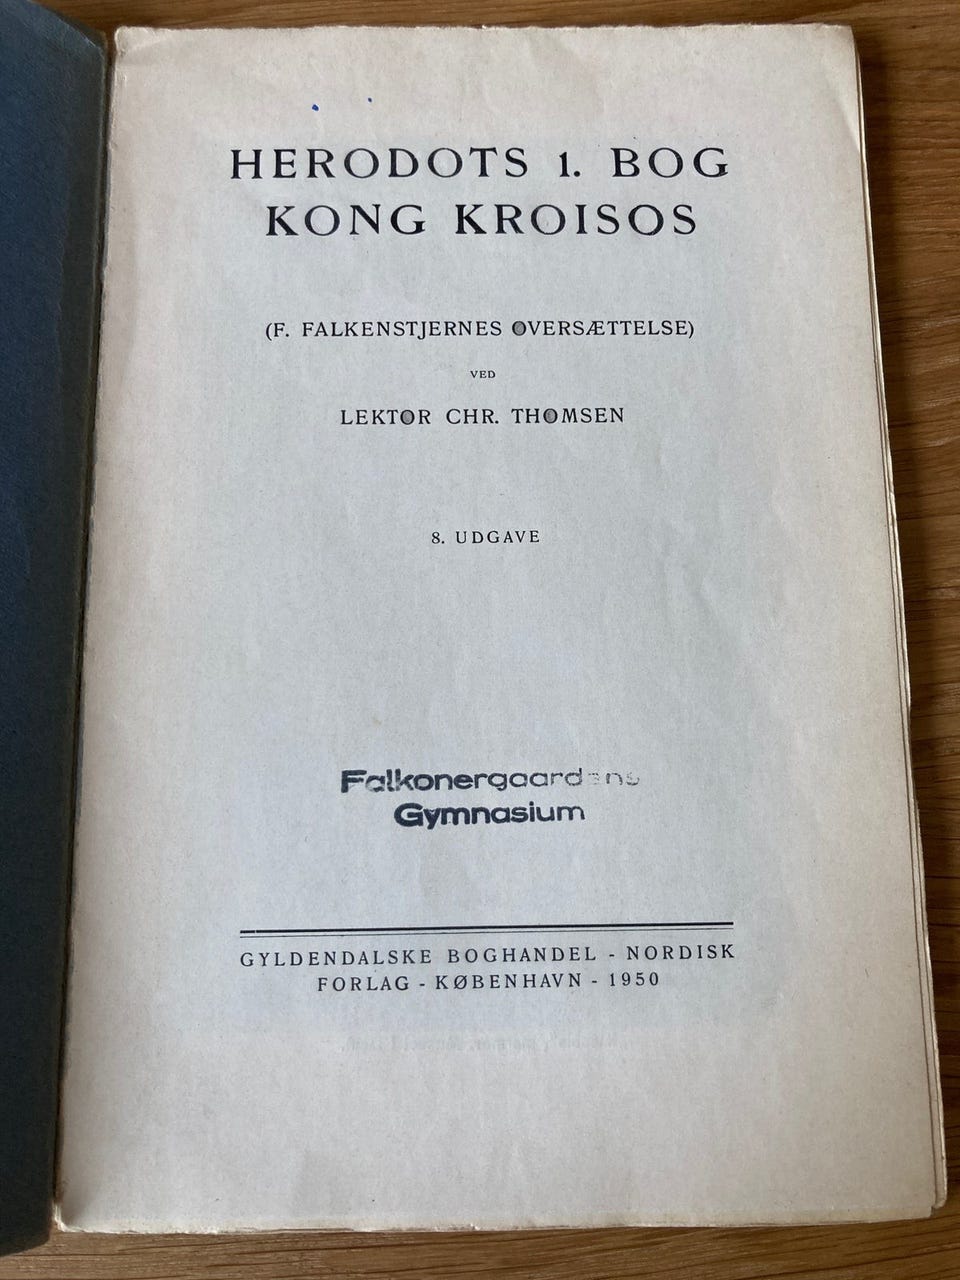 HERODOTS 1. BOG
KONG KROISOS
(F. FALKENSTJERNES OVERSÆTTELSE)
VED
LEKTOR CHR. THOMSEN
8. UDGAVE
Falkonergaardens
Gymnasium
GYLDENDALSKE BOGHANDEL - NORDISK
FORLAG - KØBENHAVN - 1950